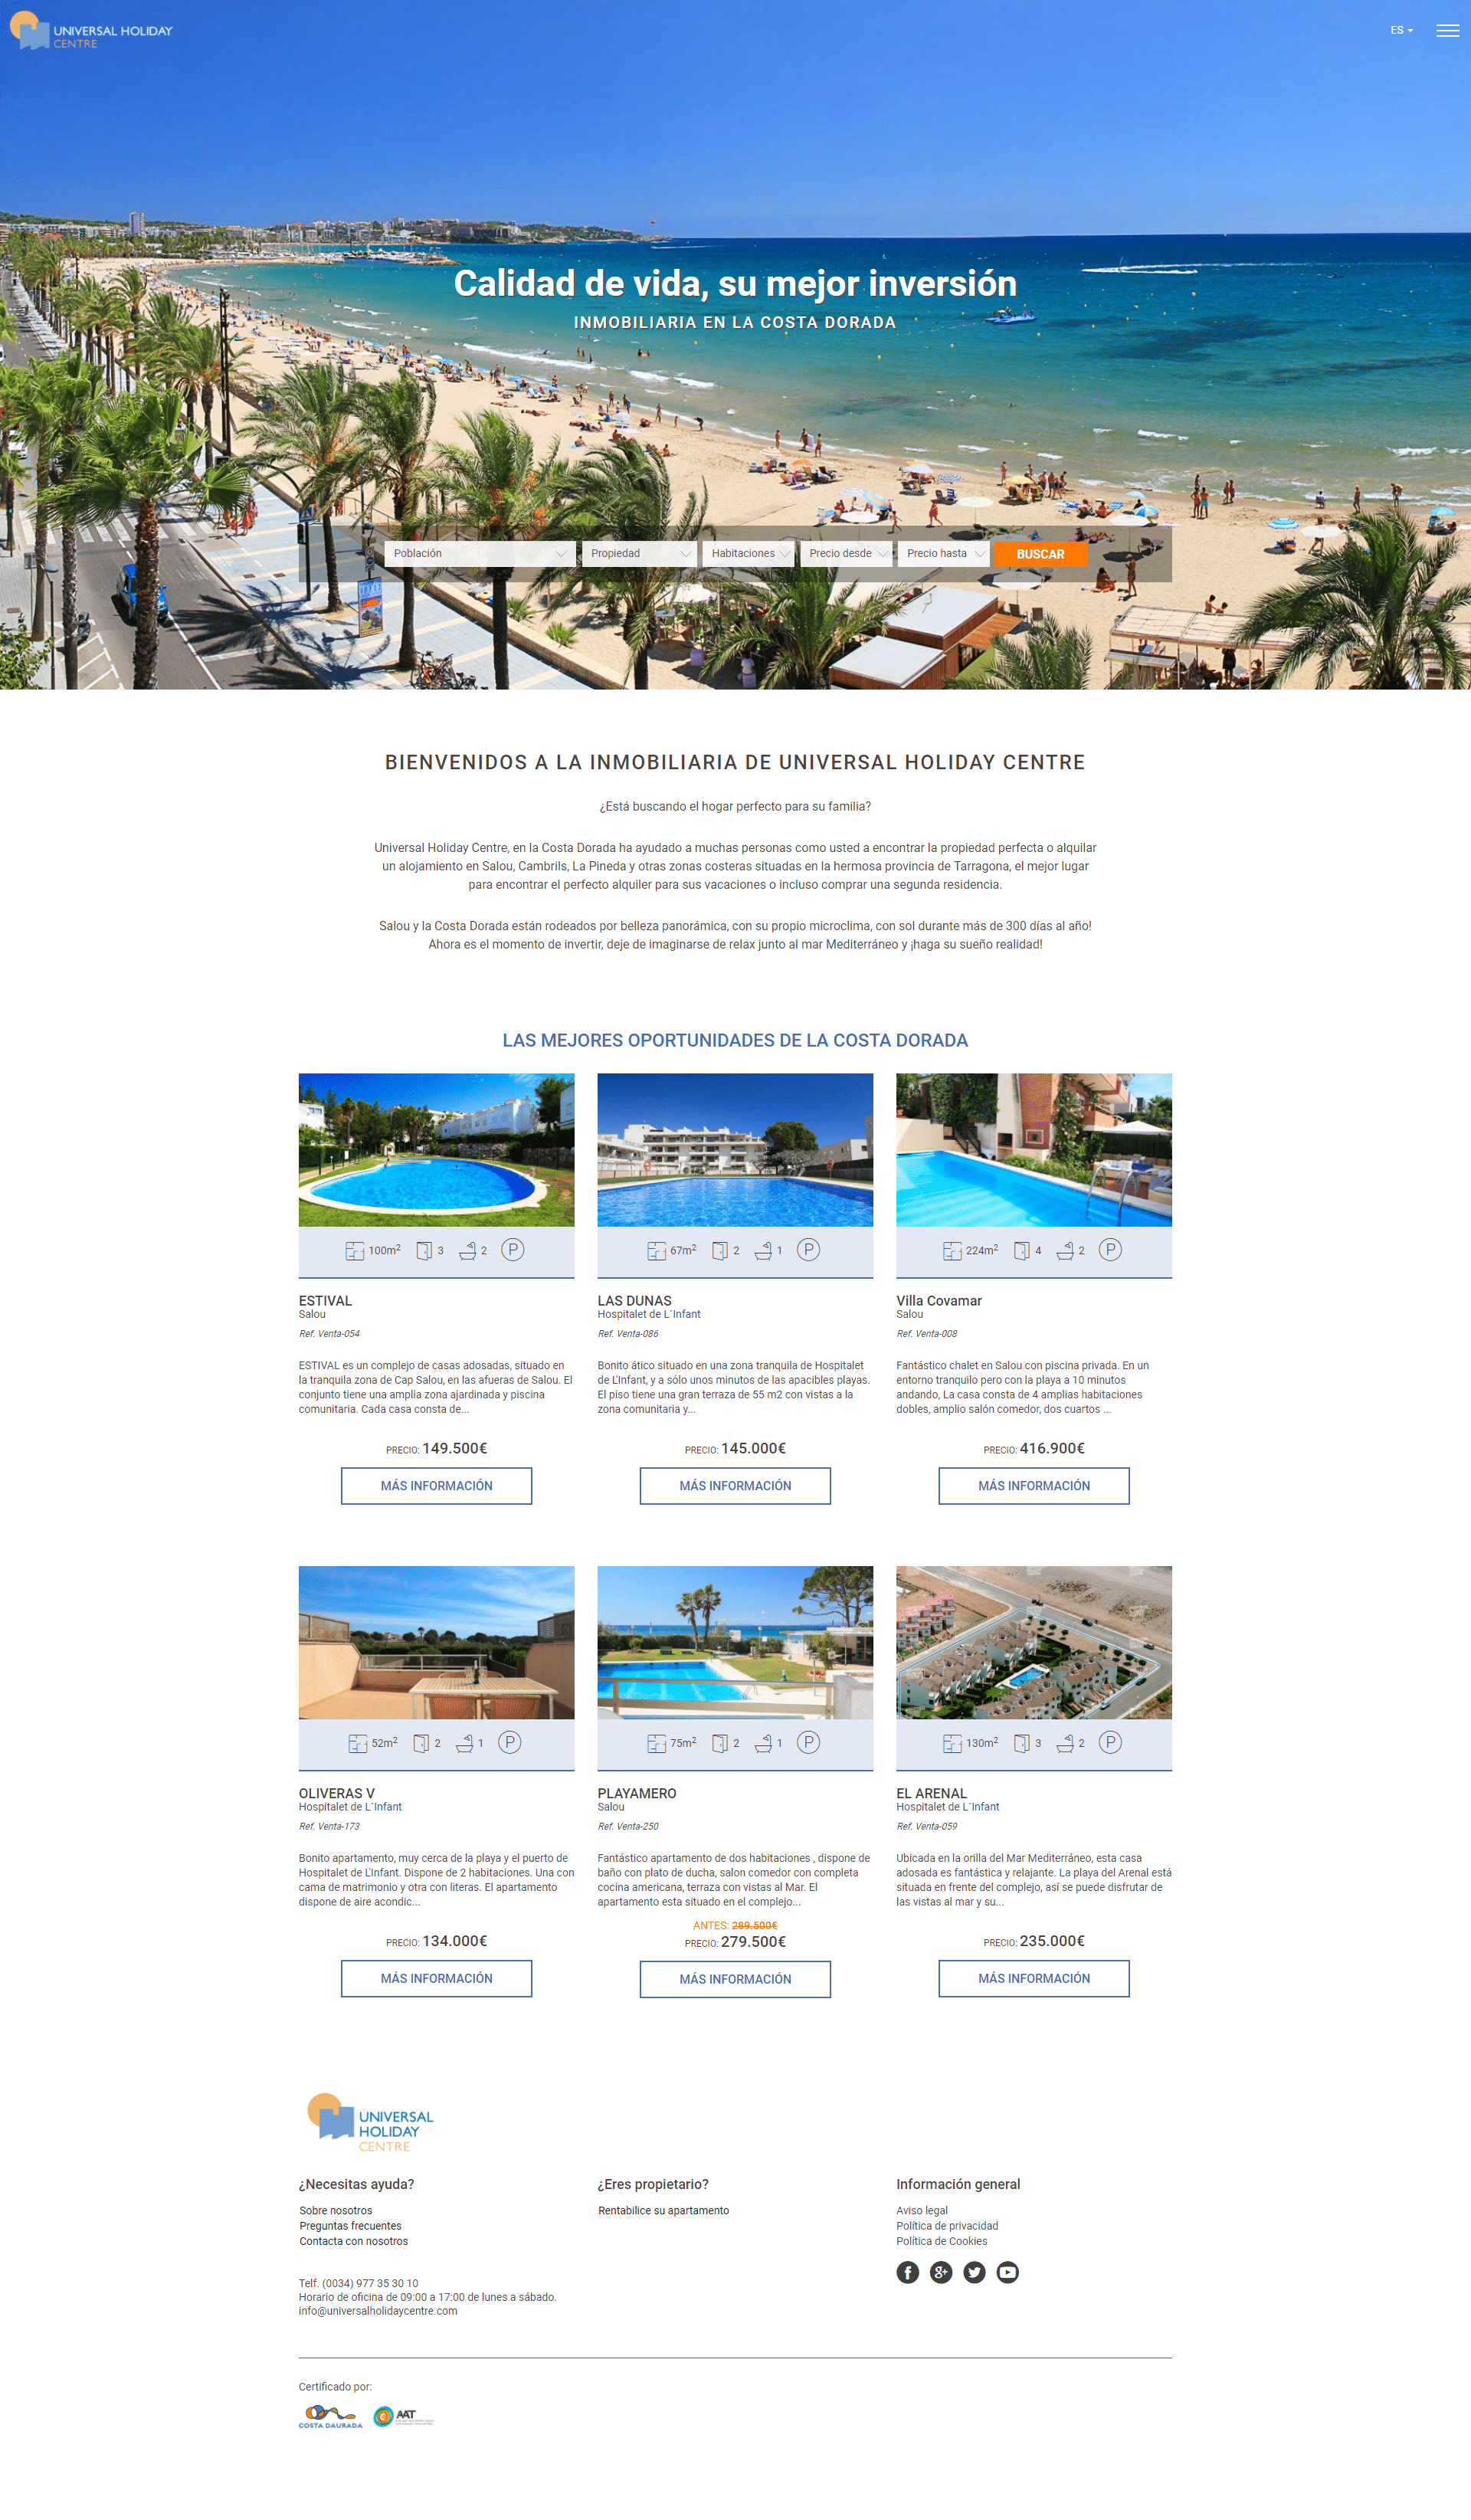 UNIVERSAL HOLIDAY
CENTRE
ES
Calidad de vida, su mejor inversión
INMOBILIARIA EN LA COSTA DORADA
Población
Propiedad
Habitaciones
Precio desde
Precio hasta
BUSCAR
BIENVENIDOS A LA INMOBILIARIA DE UNIVERSAL HOLIDAY CENTRE
¿Está buscando el hogar perfecto para su familia?
Universal Holiday Centre, en la Costa Dorada ha ayudado a muchas personas como usted a encontrar la propiedad perfecta o alquilar
un alojamiento en Salou, Cambrils, La Pineda y otras zonas costeras situadas en la hermosa provincia de Tarragona, el mejor lugar
para encontrar el perfecto alquiler para sus vacaciones o incluso comprar una segunda residencia.
Salou y la Costa Dorada están rodeados por belleza panorámica, con su propio microclima, con sol durante más de 300 días al año!
Ahora es el momento de invertir, deje de imaginarse de relax junto al mar Mediterráneo y ¡haga su sueño realidad!
LAS MEJORES OPORTUNIDADES DE LA COSTA DORADA
100m² 3 2 P
ESTIVAL
Salou
Ref. Venta-054
ESTIVAL es un complejo de casas adosadas, situado en
la tranquila zona de Cap Salou, en las afueras de Salou. El
conjunto tiene una amplia zona ajardinada y piscina
comunitaria. Cada casa consta de...
PRECIO: 149.500€
MÁS INFORMACIÓN
67m² 2 1 P
LAS DUNAS
Hospitalet de L´Infant
Ref. Venta-086
Bonito ático situado en una zona tranquila de Hospitalet
de L'Infant, y a sólo unos minutos de las apacibles playas.
El piso tiene una gran terraza de 55 m2 con vistas a la
zona comunitaria y...
PRECIO: 145.000€
MÁS INFORMACIÓN
224m² 4 2 P
Villa Covamar
Salou
Ref. Venta-008
Fantástico chalet en Salou con piscina privada. En un
entorno tranquilo pero con la playa a 10 minutos
andando, La casa consta de 4 amplias habitaciones
dobles, amplio salón comedor, dos cuartos ...
PRECIO: 416.900€
MÁS INFORMACIÓN
52m² 2 1 P
OLIVERAS V
Hospitalet de L´Infant
Ref. Venta-173
Bonito apartamento, muy cerca de la playa y el puerto de
Hospitalet de L'Infant. Dispone de 2 habitaciones. Una con
cama de matrimonio y otra con literas. El apartamento
dispone de aire acondic...
PRECIO: 134.000€
MÁS INFORMACIÓN
75m² 2 1 P
PLAYAMERO
Salou
Ref. Venta-250
Fantástico apartamento de dos habitaciones , dispone de
baño con plato de ducha, salon comedor con completa
cocina americana, terraza con vistas al Mar. El
apartamento esta situado en el complejo...
ANTES: 289.500€
PRECIO: 279.500€
MÁS INFORMACIÓN
130m² 3 2 P
EL ARENAL
Hospitalet de L´Infant
Ref. Venta-059
Ubicada en la orilla del Mar Mediterráneo, esta casa
adosada es fantástica y relajante. La playa del Arenal está
situada en frente del complejo, así se puede disfrutar de
las vistas al mar y su...
PRECIO: 235.000€
MÁS INFORMACIÓN
UNIVERSAL
HOLIDAY
CENTRE
¿Necesitas ayuda?
Sobre nosotros
Preguntas frecuentes
Contacta con nosotros
Telf. (0034) 977 35 30 10
Horario de oficina de 09:00 a 17:00 de lunes a sábado.
info@universalholidaycentre.com
¿Eres propietario?
Rentabilice su apartamento
Información general
Aviso legal
Política de privacidad
Política de Cookies
Certificado por:
COSTA DAURADA
AAT